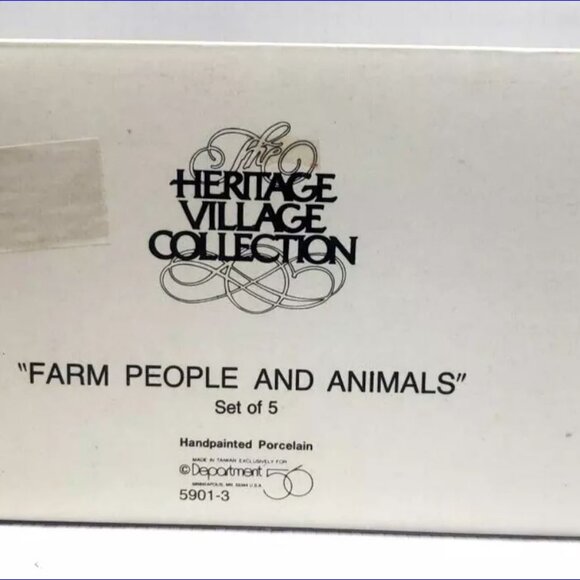 The
HERITAGE
VILLAGE
COLLECTION
"FARM PEOPLE AND ANIMALS"
Set of 5
Handpainted Porcelain
MADE IN TAIWAN EXCLUSIVELY FOR
© Department 56
MINNEAPOLIS, MN 55344 U.S.A.
5901-3